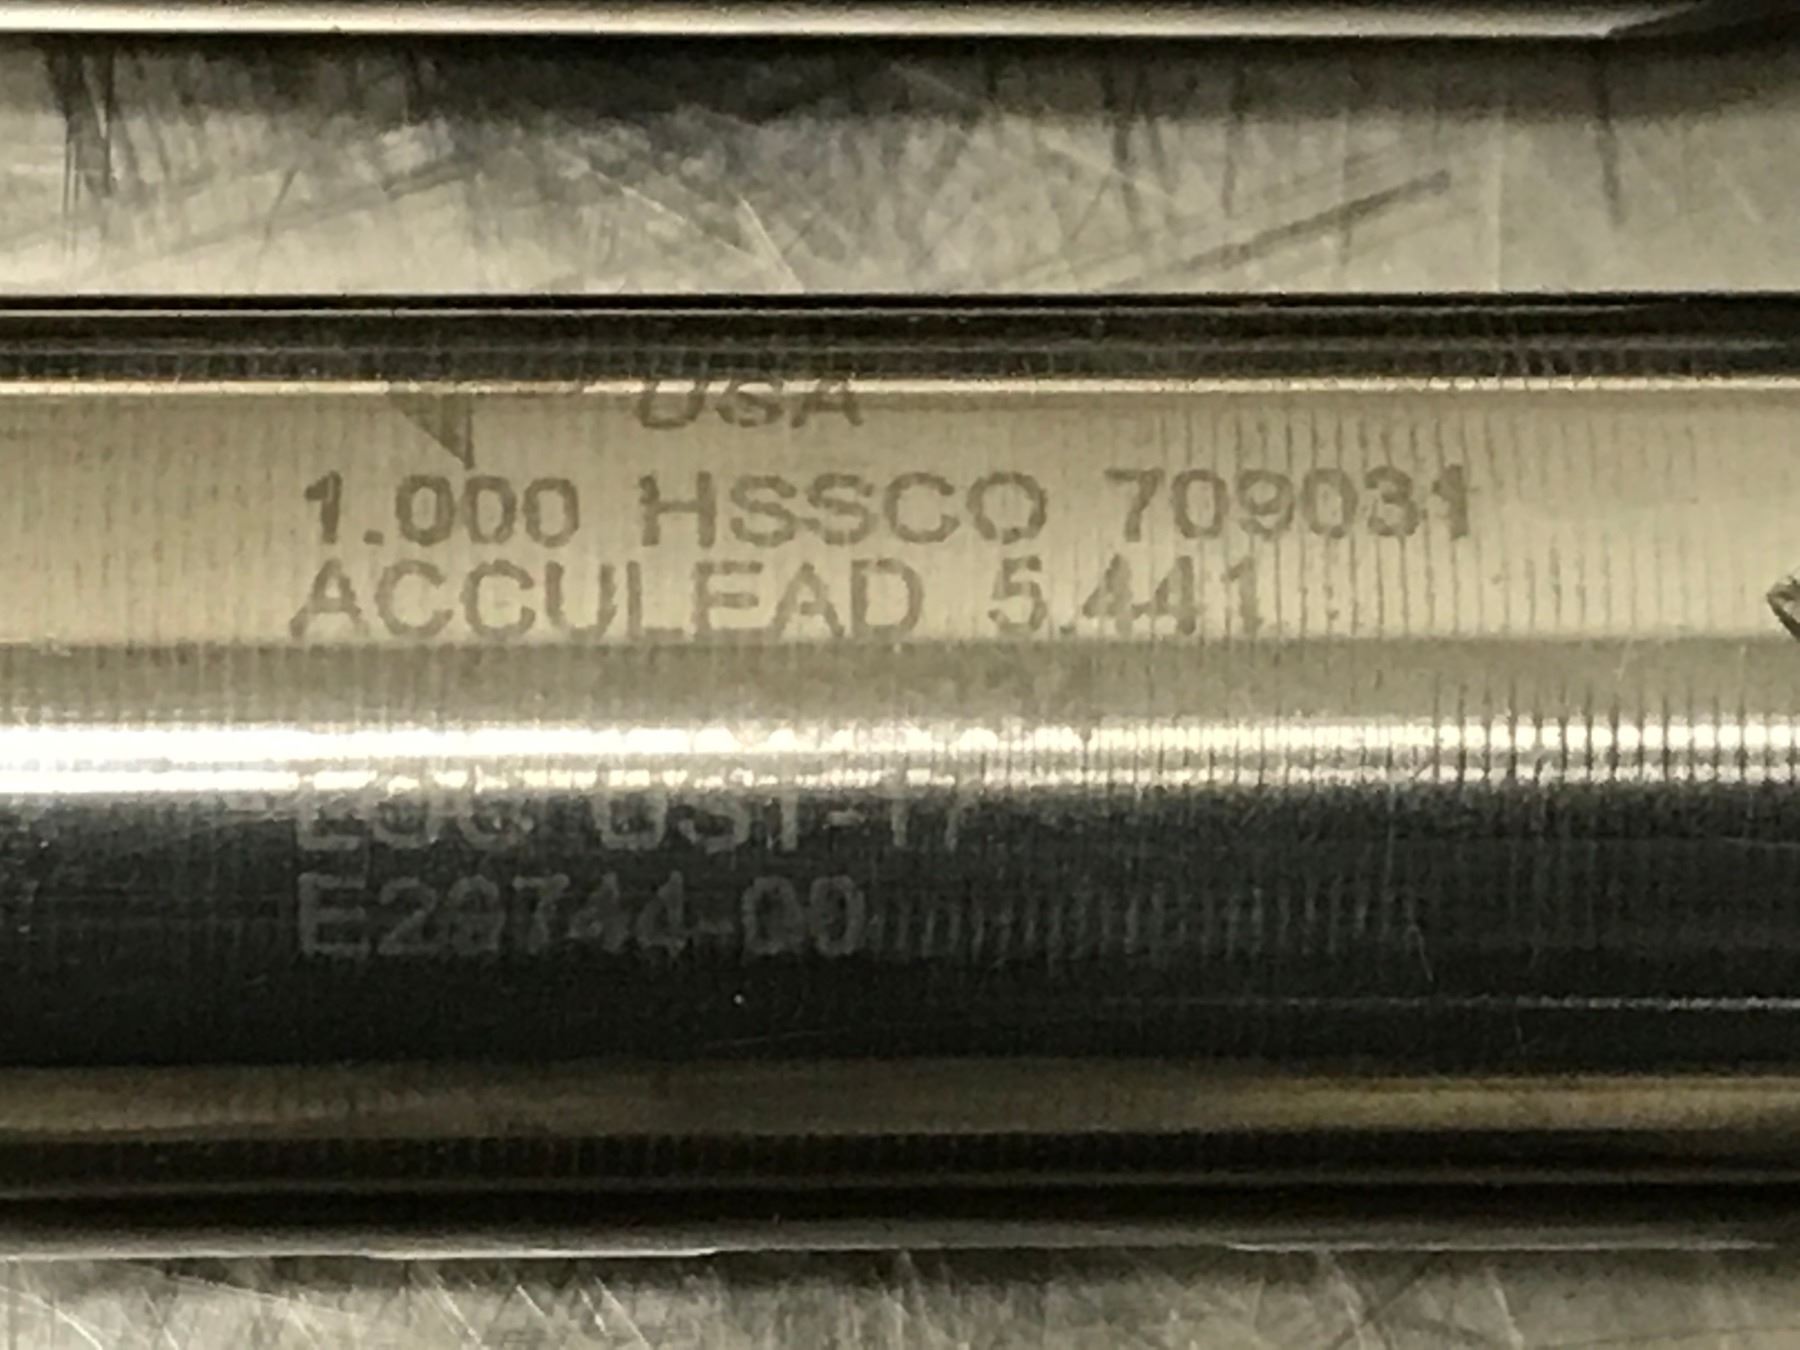 USA
1.000 HSSCO 709031
ACCULEAD 5.441
E28744-00